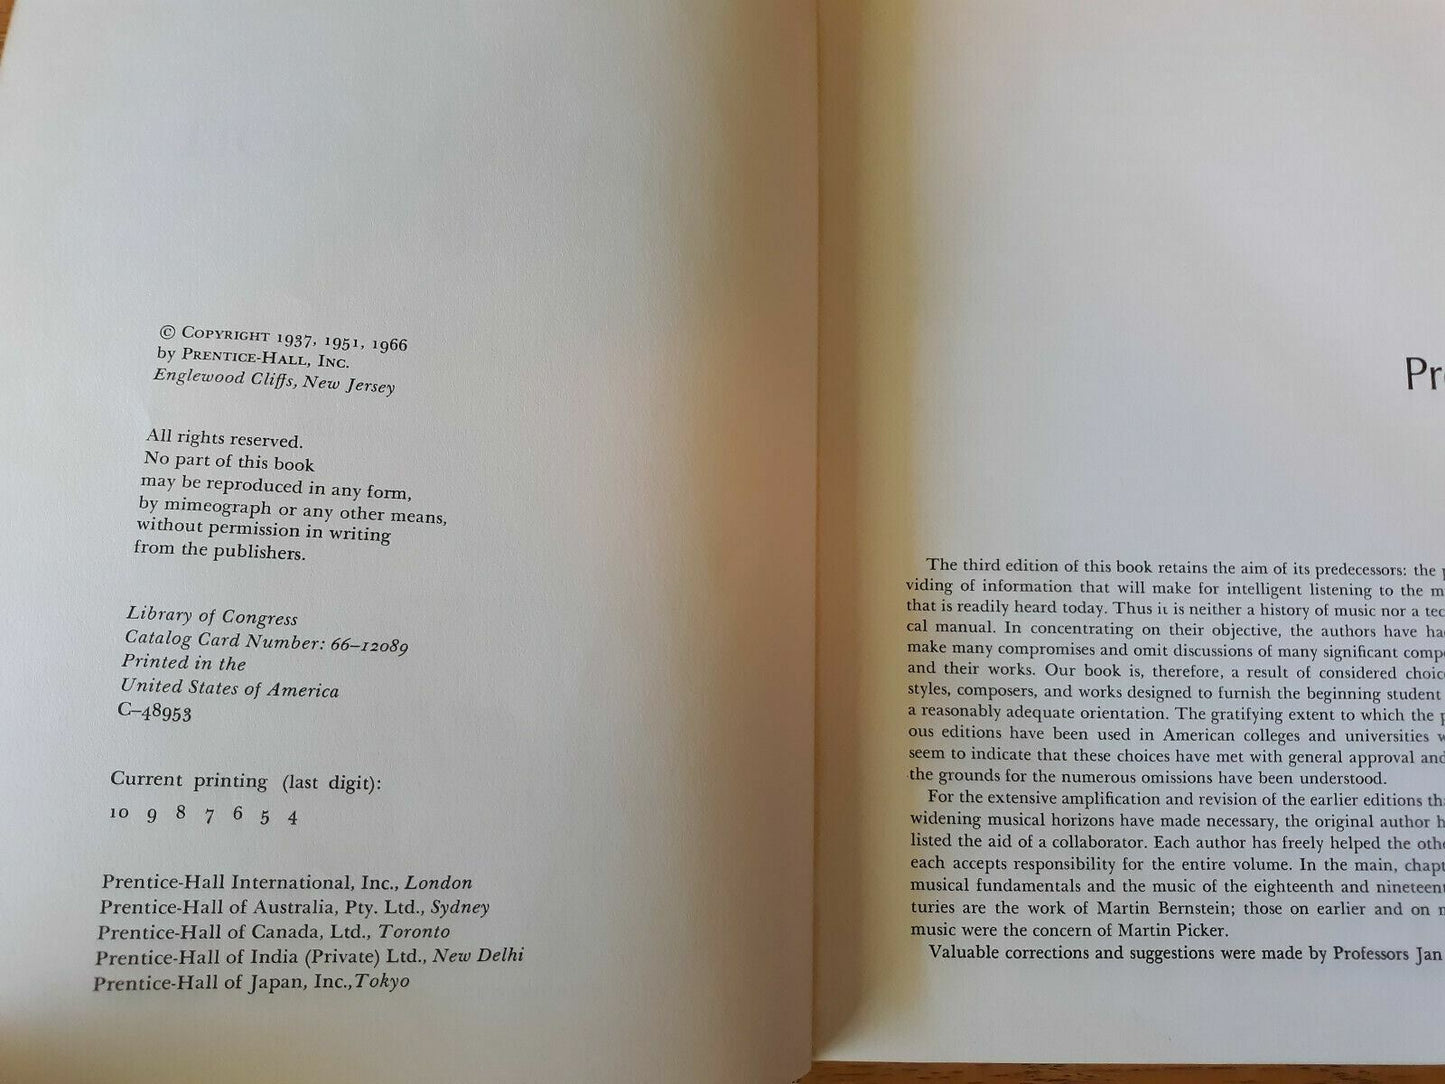 © COPYRIGHT 1937, 1951, 1966
by PRENTICE-HALL, INC.
Englewood Cliffs, New Jersey
All rights reserved.
No part of this book
may be reproduced in any form,
by mimeograph or any other means,
without permission in writing
from the publishers.
Library of Congress
Catalog Card Number: 66-12089
Printed in the
United States of America
C-48953
Current printing (last digit):
10 9 8 7 6 5 4
Prentice-Hall International, Inc., London
Prentice-Hall of Australia, Pty. Ltd., Sydney
Prentice-Hall of Canada, Ltd., Toronto
Prentice-Hall of India (Private) Ltd., New Delhi
Prentice-Hall of Japan, Inc., Tokyo
The third edition of this book retains the aim of its predecessors: the
viding of information that will make for intelligent listening to the
that is readily heard today. Thus it is neither a history of music nor a
cal manual. In concentrating on their objective, the authors have
make many compromises and omit discussions of many significant
and their works. Our book is, therefore, a result of considered
styles, composers, and works designed to furnish the beginning student
a reasonably adequate orientation. The gratifying extent to which the
ous editions have been used in American colleges and universities
seem to indicate that these choices have met with general approval and
the grounds for the numerous omissions have been understood.
For the extensive amplification and revision of the earlier editions
widening musical horizons have made necessary, the original author
listed the aid of a collaborator. Each author has freely helped the
each accepts responsibility for the entire volume. In the main,
musical fundamentals and the music of the eighteenth and
turies are the work of Martin Bernstein; those on earlier and on
music were the concern of Martin Picker.
Valuable corrections and suggestions were made by Professors Jan